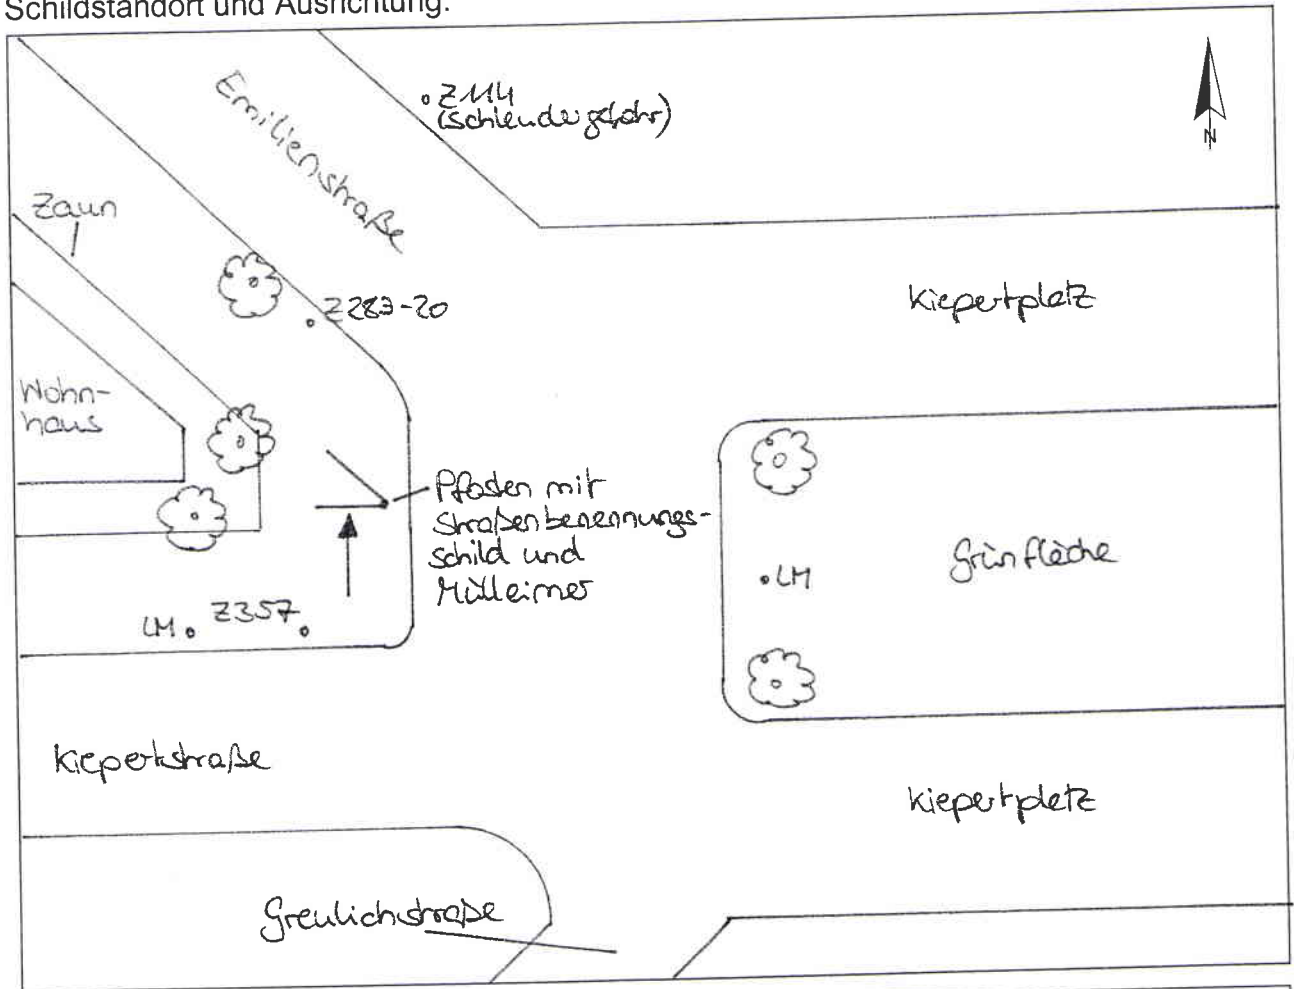 Schildstandort und Ausrichtung:
Emilienstraße
Z114
(Schleudergefahr)
N
Zaun
Z283-20
Kiepertplatz
Wohn-
haus
Pfosten mit
Straßenbenennungs-
schild und
Mülleimer
Grünfläche
LM
LM
Z357
Kiepertstraße
Kiepertplatz
Greulichstraße